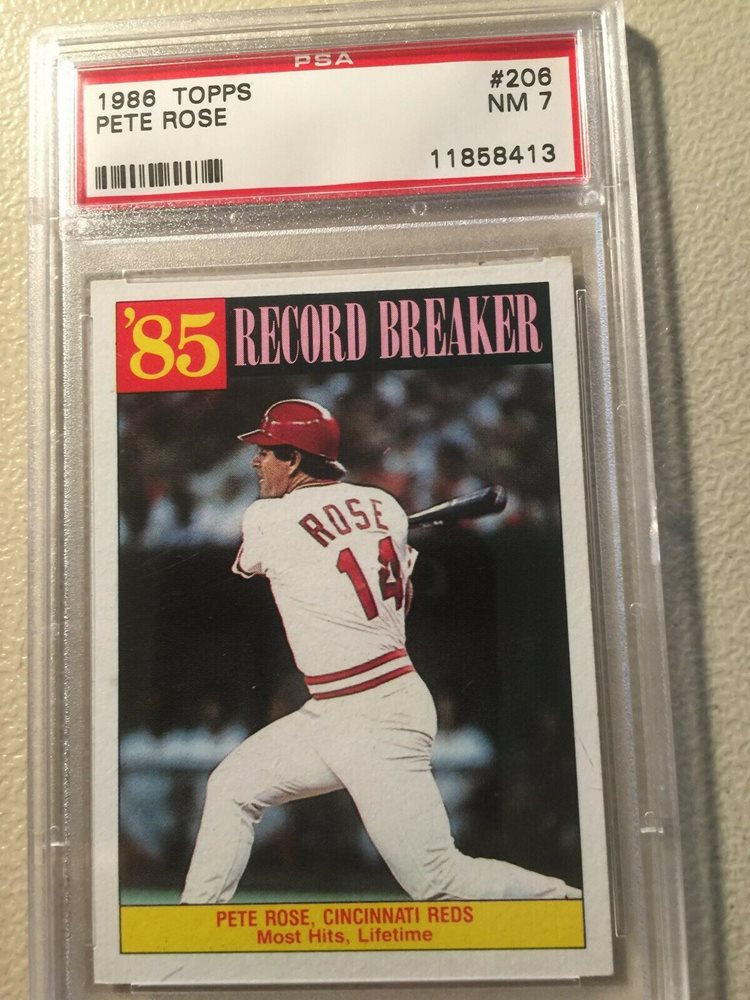 PSA
1986 TOPPS #206
PETE ROSE NM 7
11858413
'85 RECORD BREAKER
ROSE
14
PETE ROSE, CINCINNATI REDS
Most Hits, Lifetime